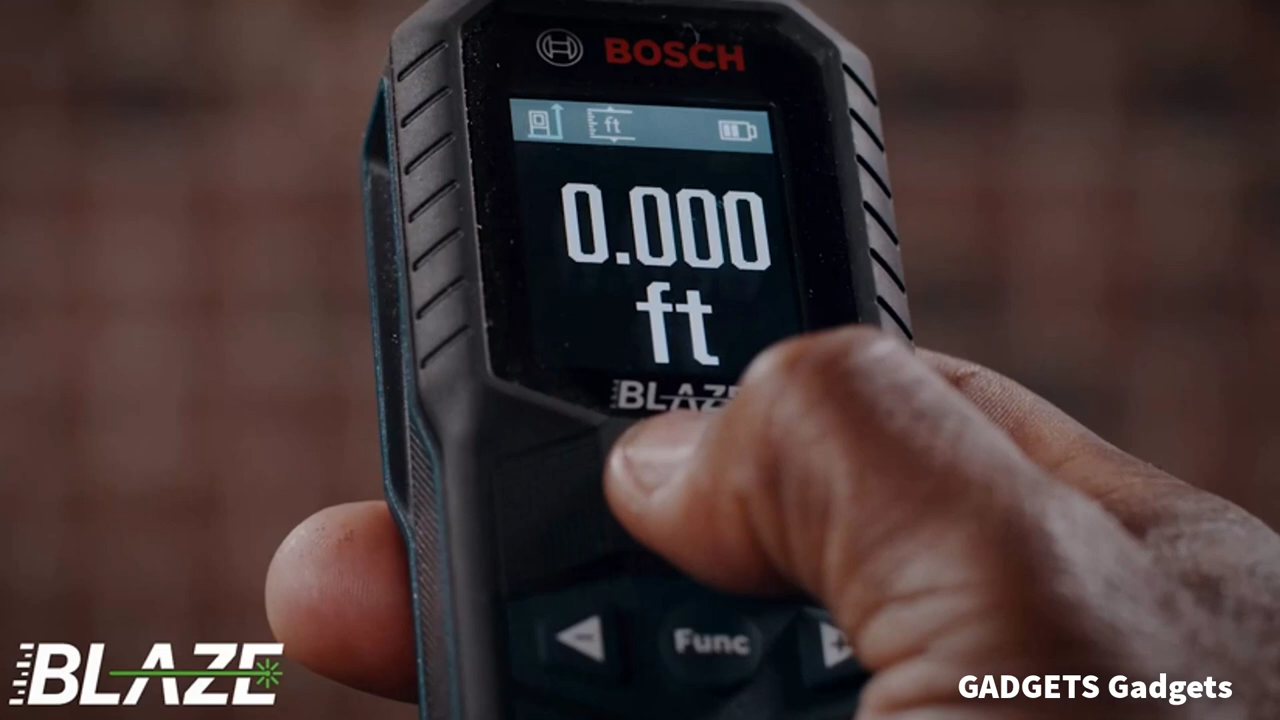 BOSCH
ft
0.000
ft
BLAZE
Func
BLAZE
GADGETS Gadgets